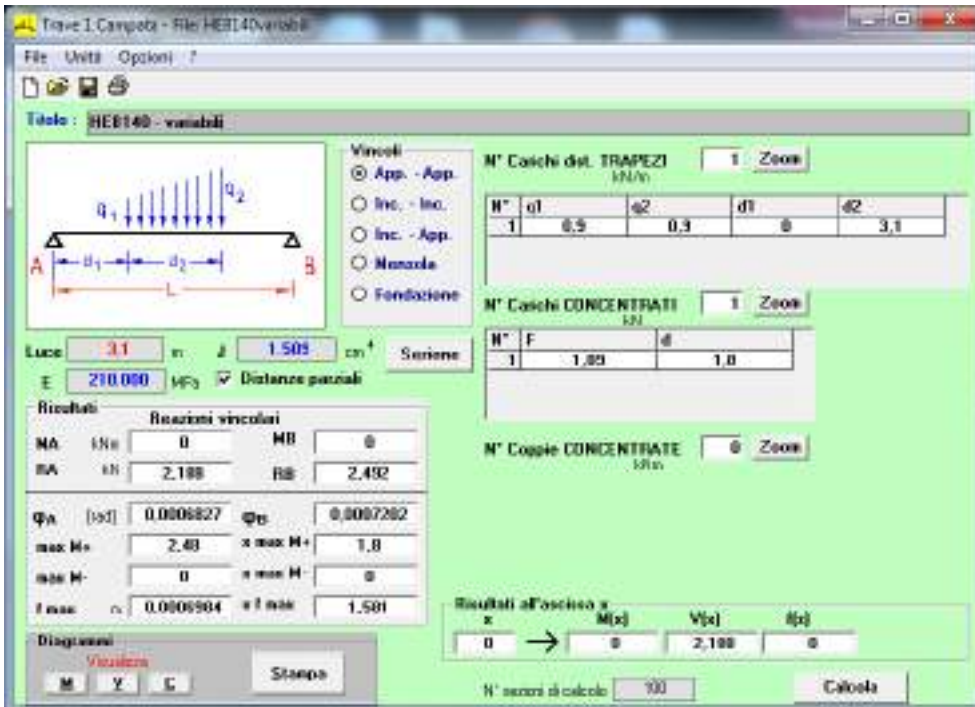 Trave 1 Campata - File: HEB140variabili
File Unità Opzioni ?
Titolo : HEB140 - variabili
q1 q2
A d1 d2 B
L
Vincoli
App. - App.
Inc. - Inc.
Inc. - App.
Mensola
Fondazione
N° Carichi dist. TRAPEZI 1 Zoom
kN/m
N° q1 q2 d1 d2
1 0,9 0,9 0 3,1
N° Carichi CONCENTRATI 1 Zoom
kN
N° F d
1 1,8
N° Coppie CONCENTRATE 0 Zoom
kNm
Luce 3.1 m J 1.509 cm4 Sezione
E 210.000 MPa Distanze parziali
Risultati
Reazioni vincolari
MA kNm 0 MB 0
RA kN 2,188 RB 2,492
φA [rad] 0,0006827 φB
max M+ 2,48 x max M+ 1,8
max M- 0 x max M- 0
f max 0,0006984 x f max 1.581
Risultati all'ascissa x
x M(x) V(x) f(x)
0 0 2,188 0
Diagrammi
Visualizza
M Stampa
N° sezioni di calcolo 100 Calcola